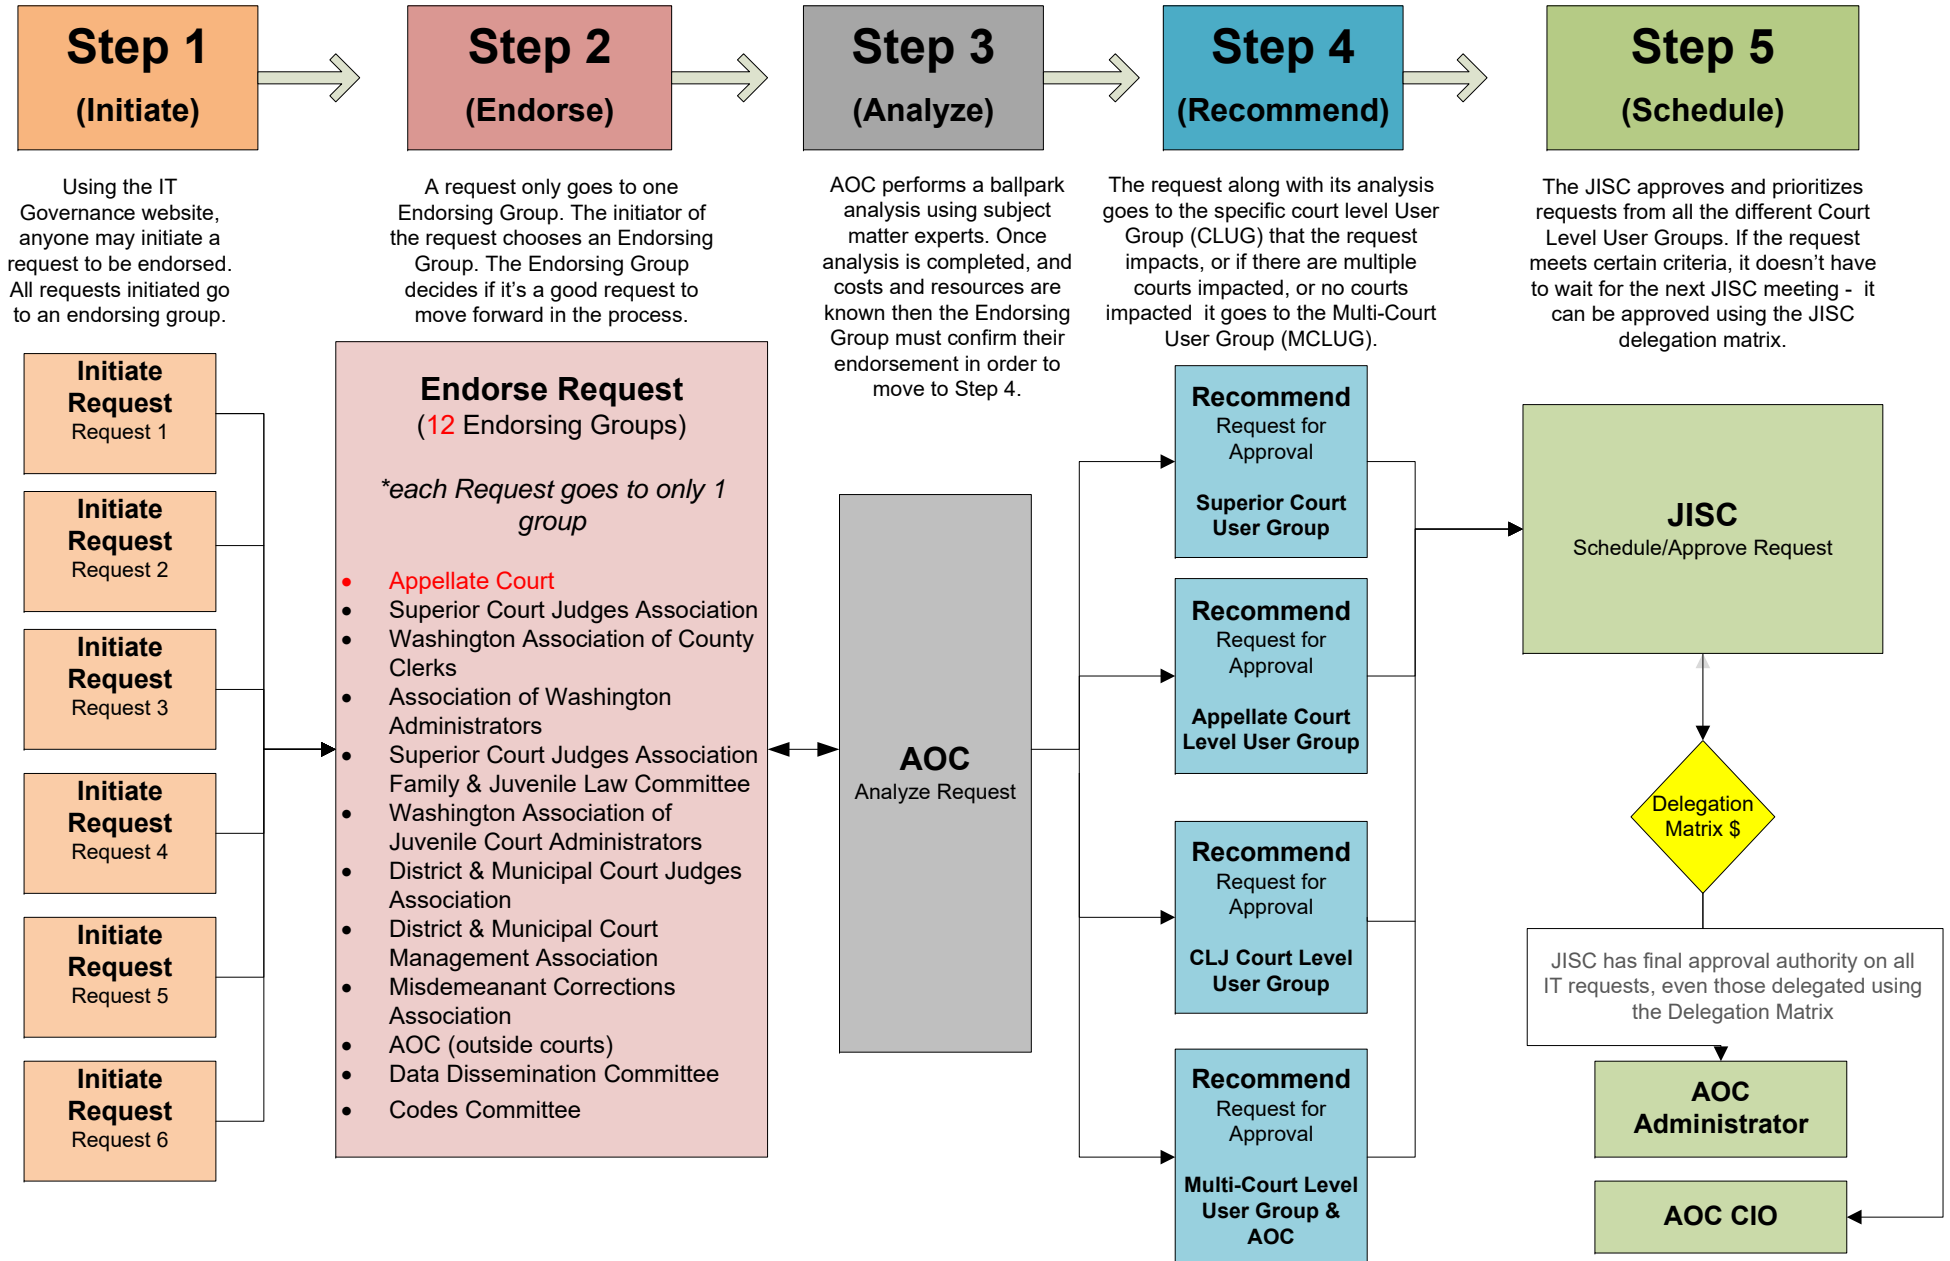 Step 1
(Initiate)
Step 2
(Endorse)
Step 3
(Analyze)
Step 4
(Recommend)
Step 5
(Schedule)
Using the IT
Governance website,
anyone may initiate a
request to be endorsed.
All requests initiated go
to an endorsing group.
A request only goes to one
Endorsing Group. The initiator of
the request chooses an Endorsing
Group. The Endorsing Group
decides if it's a good request to
move forward in the process.
AOC performs a ballpark
analysis using subject
matter experts. Once
analysis is completed, and
costs and resources are
known then the Endorsing
Group must confirm their
endorsement in order to
move to Step 4.
The request along with its analysis
goes to the specific court level User
Group (CLUG) that the request
impacts, or if there are multiple
courts impacted, or no courts
impacted it goes to the Multi-Court
User Group (MCLUG).
The JISC approves and prioritizes
requests from all the different Court
Level User Groups. If the request
meets certain criteria, it doesn't have
to wait for the next JISC meeting - it
can be approved using the JISC
delegation matrix.
Initiate
Request
Request 1
Initiate
Request
Request 2
Initiate
Request
Request 3
Initiate
Request
Request 4
Initiate
Request
Request 5
Initiate
Request
Request 6
Endorse Request
(12 Endorsing Groups)
*each Request goes to only 1
group
• Appellate Court
• Superior Court Judges Association
• Washington Association of County
Clerks
• Association of Washington
Administrators
• Superior Court Judges Association
Family & Juvenile Law Committee
• Washington Association of
Juvenile Court Administrators
• District & Municipal Court Judges
Association
• District & Municipal Court
Management Association
• Misdemeanant Corrections
Association
• AOC (outside courts)
• Data Dissemination Committee
• Codes Committee
AOC
Analyze Request
Recommend
Request for
Approval
Superior Court
User Group
Recommend
Request for
Approval
Appellate Court
Level User Group
Recommend
Request for
Approval
CLJ Court Level
User Group
Recommend
Request for
Approval
Multi-Court Level
User Group &
AOC
JISC
Schedule/Approve Request
Delegation
Matrix $
JISC has final approval authority on all
IT requests, even those delegated using
the Delegation Matrix
AOC
Administrator
AOC CIO